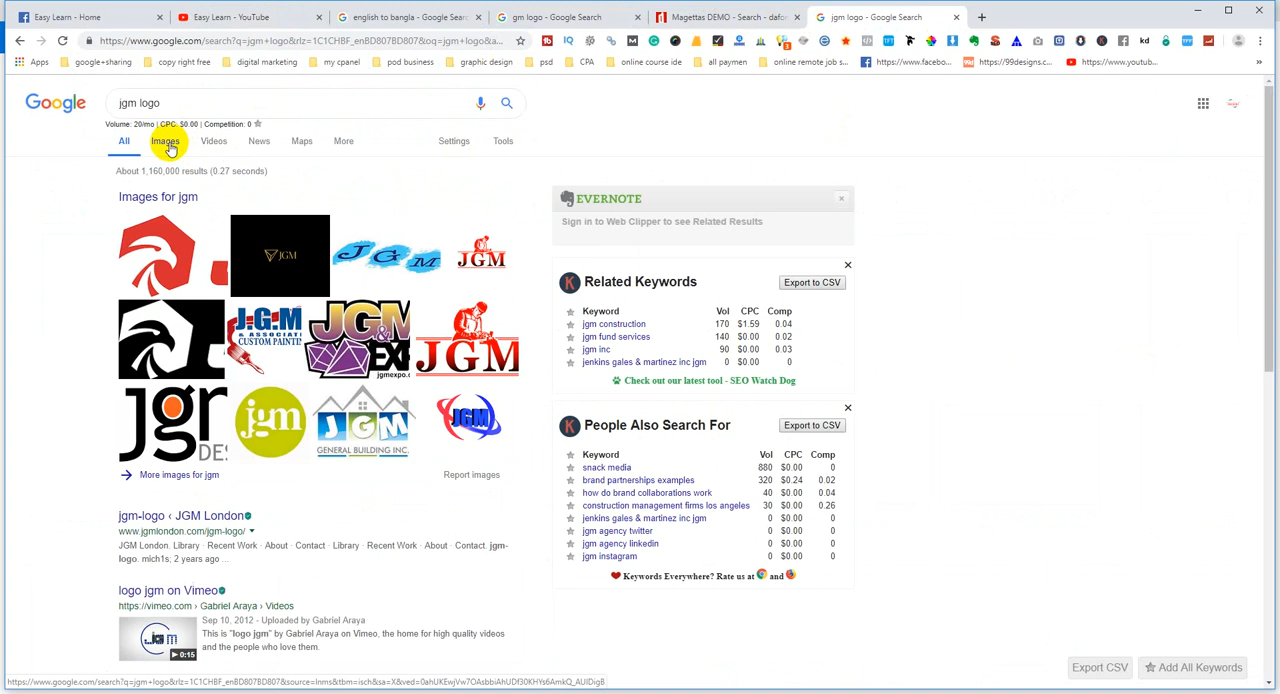 Easy Learn - Home
Easy Learn - YouTube
english to bangla - Google Searc
gm logo - Google Search
Magettas DEMO - Search - dafor
jgm logo - Google Search
https://www.google.com/search?q=jgm+logo&rlz=1C1CHBF_enBD807BD807&oq=jgm+logo&a...
Apps
google+sharing
copy right free
digital marketing
my cpanel
pod business
graphic design
psd
CPA
online course ide
all paymen
online remote job s...
https://www.facebo...
https://99designs.c...
https://www.youtub...
Google
jgm logo
Volume: 20/mo | CPC: $0.00 | Competition: 0
All
Images
Videos
News
Maps
More
Settings
Tools
About 1,160,000 results (0.27 seconds)
Images for jgm
JGM
JGM
JGM
J.G.M
& ASSOCIAT
CUSTOM PAINTI
JGM
EX
jgmexpo.
JGM
jgr
DES
jgm
JGM
GENERAL BUILDING INC.
JGM
More images for jgm
Report images
jgm-logo ‹ JGM London
www.jgmlondon.com/jgm-logo/
JGM London. Library · Recent Work · About · Contact · Library · Recent Work · About · Contact. jgm-
logo. mich1s; 2 years ago ...
logo jgm on Vimeo
https://vimeo.com › Gabriel Araya › Videos
Sep 10, 2012 - Uploaded by Gabriel Araya
This is "logo jgm" by Gabriel Araya on Vimeo, the home for high quality videos
and the people who love them.
0:15
EVERNOTE
Sign in to Web Clipper to see Related Results
Related Keywords
Export to CSV
Keyword Vol CPC Comp
jgm construction 170 $1.59 0.04
jgm fund services 140 $0.00 0.02
jgm inc 90 $0.00 0.03
jenkins gales & martinez inc jgm 0 $0.00 0
Check out our latest tool - SEO Watch Dog
People Also Search For
Export to CSV
Keyword Vol CPC Comp
snack media 880 $0.00 0
brand partnerships examples 320 $0.24 0.02
how do brand collaborations work 40 $0.00 0.04
construction management firms los angeles 30 $0.00 0.26
jenkins gales & martinez inc jgm 0 $0.00 0
jgm agency twitter 0 $0.00 0
jgm agency linkedin 0 $0.00 0
jgm instagram 0 $0.00 0
Keywords Everywhere? Rate us at and
Export CSV
Add All Keywords